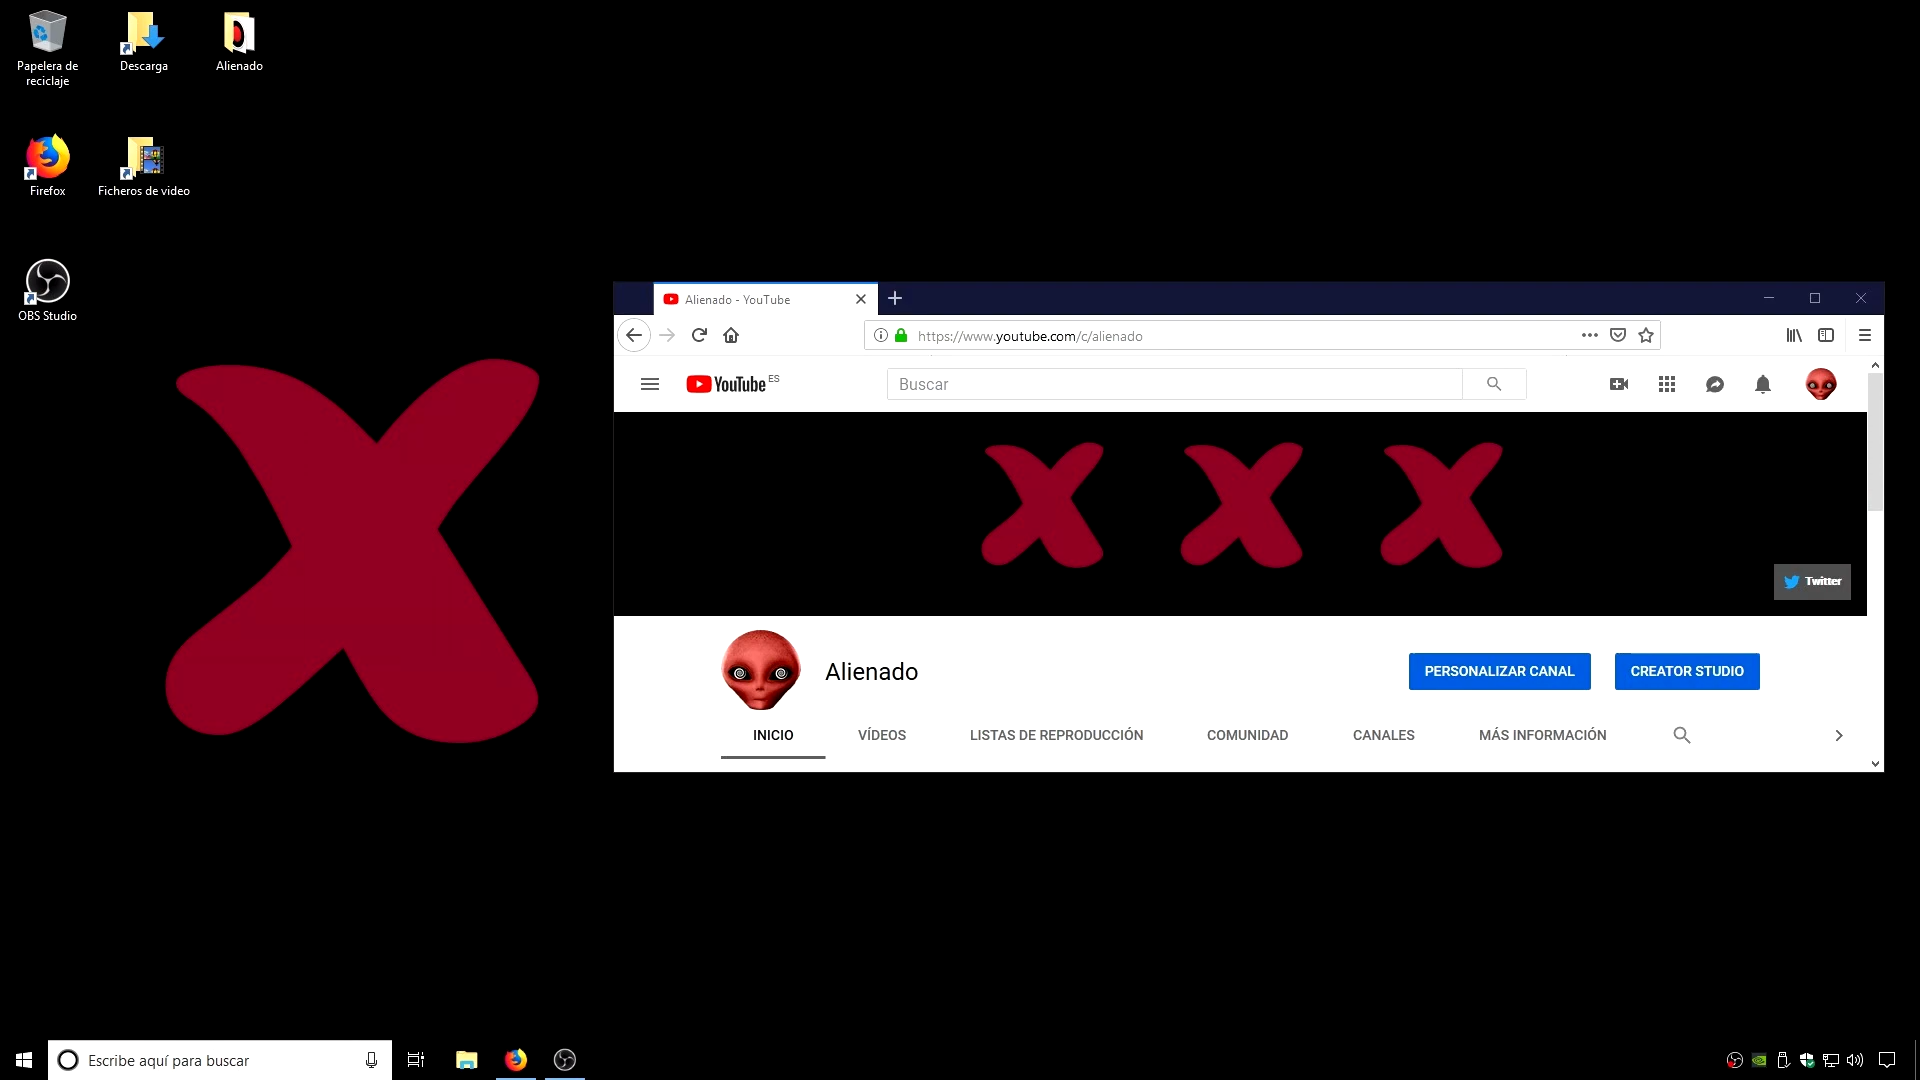 Papelera de
reciclaje
Descarga
Alienado
Firefox
Ficheros de video
OBS Studio
Alienado - YouTube
https://www.youtube.com/c/alienado
YouTube ES
Buscar
Twitter
Alienado
PERSONALIZAR CANAL
CREATOR STUDIO
INICIO
VÍDEOS
LISTAS DE REPRODUCCIÓN
COMUNIDAD
CANALES
MÁS INFORMACIÓN
Escribe aquí para buscar